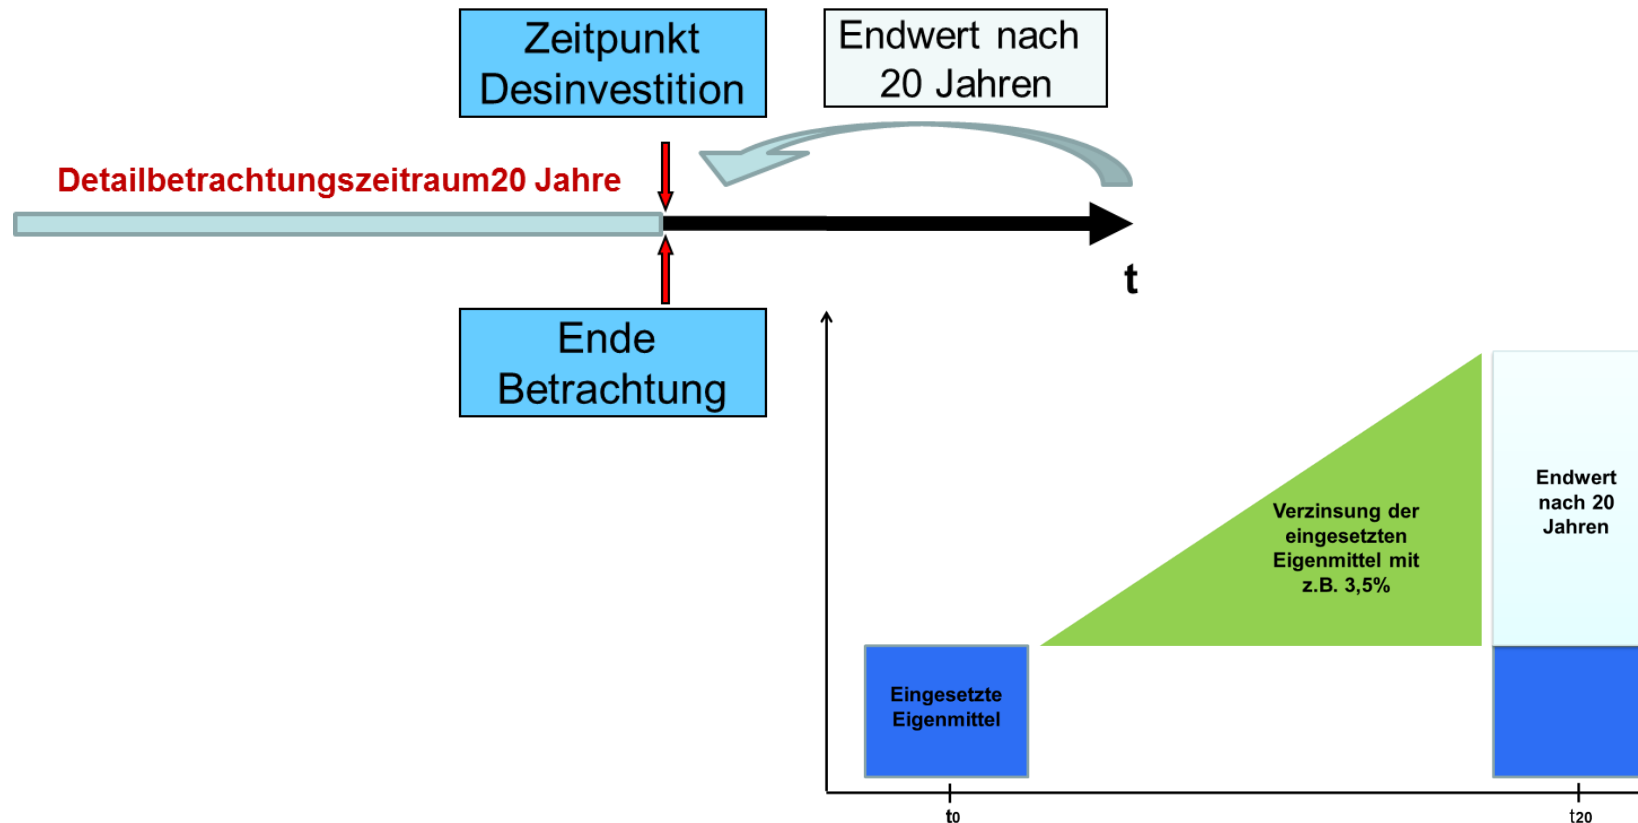 Zeitpunkt
Desinvestition
Endwert nach
20 Jahren
Detailbetrachtungszeitraum20 Jahre
t
Ende
Betrachtung
Verzinsung der
eingesetzten
Eigenmittel mit
z.B. 3,5%
Endwert
nach 20
Jahren
Eingesetzte
Eigenmittel
t0
t20